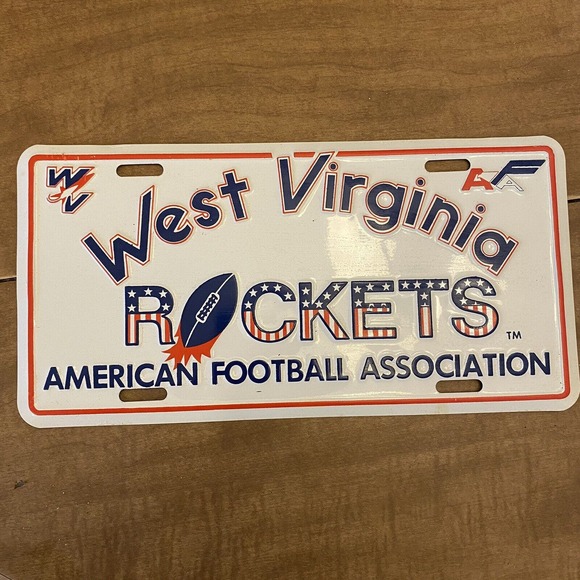 WV AFA
West Virginia
ROCKETS TM
AMERICAN FOOTBALL ASSOCIATION